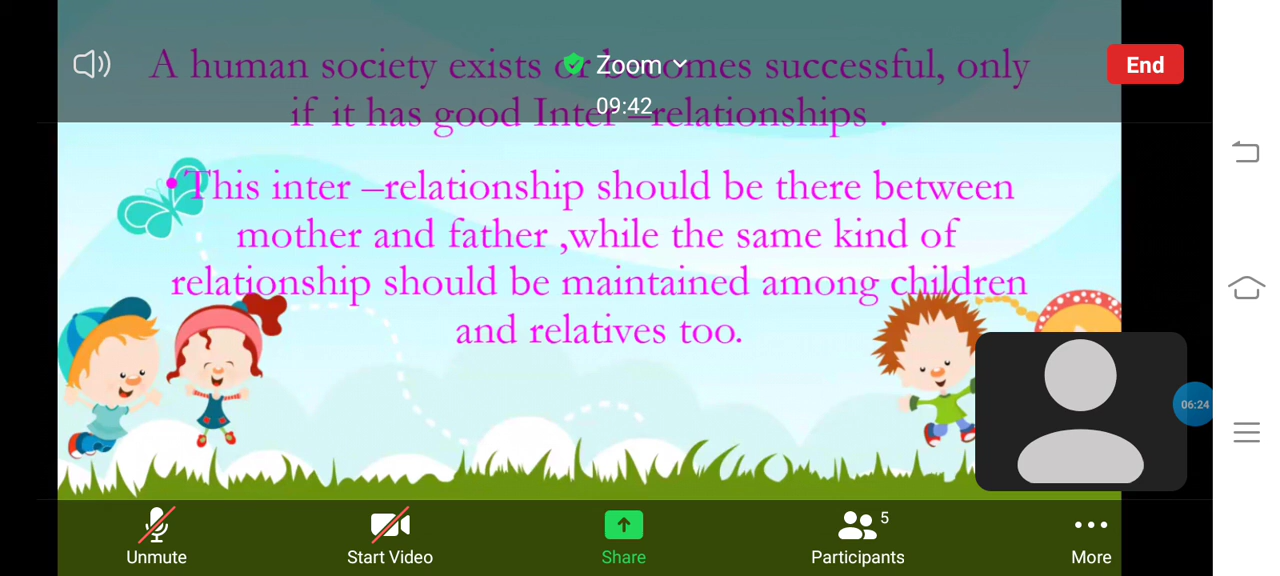 A human society exists or becomes successful, only
Zoom
End
09:42
if it has good Inter –relationships .
•This inter –relationship should be there between
mother and father ,while the same kind of
relationship should be maintained among children
and relatives too.
06:24
Unmute
Start Video
Share
Participants 5
More